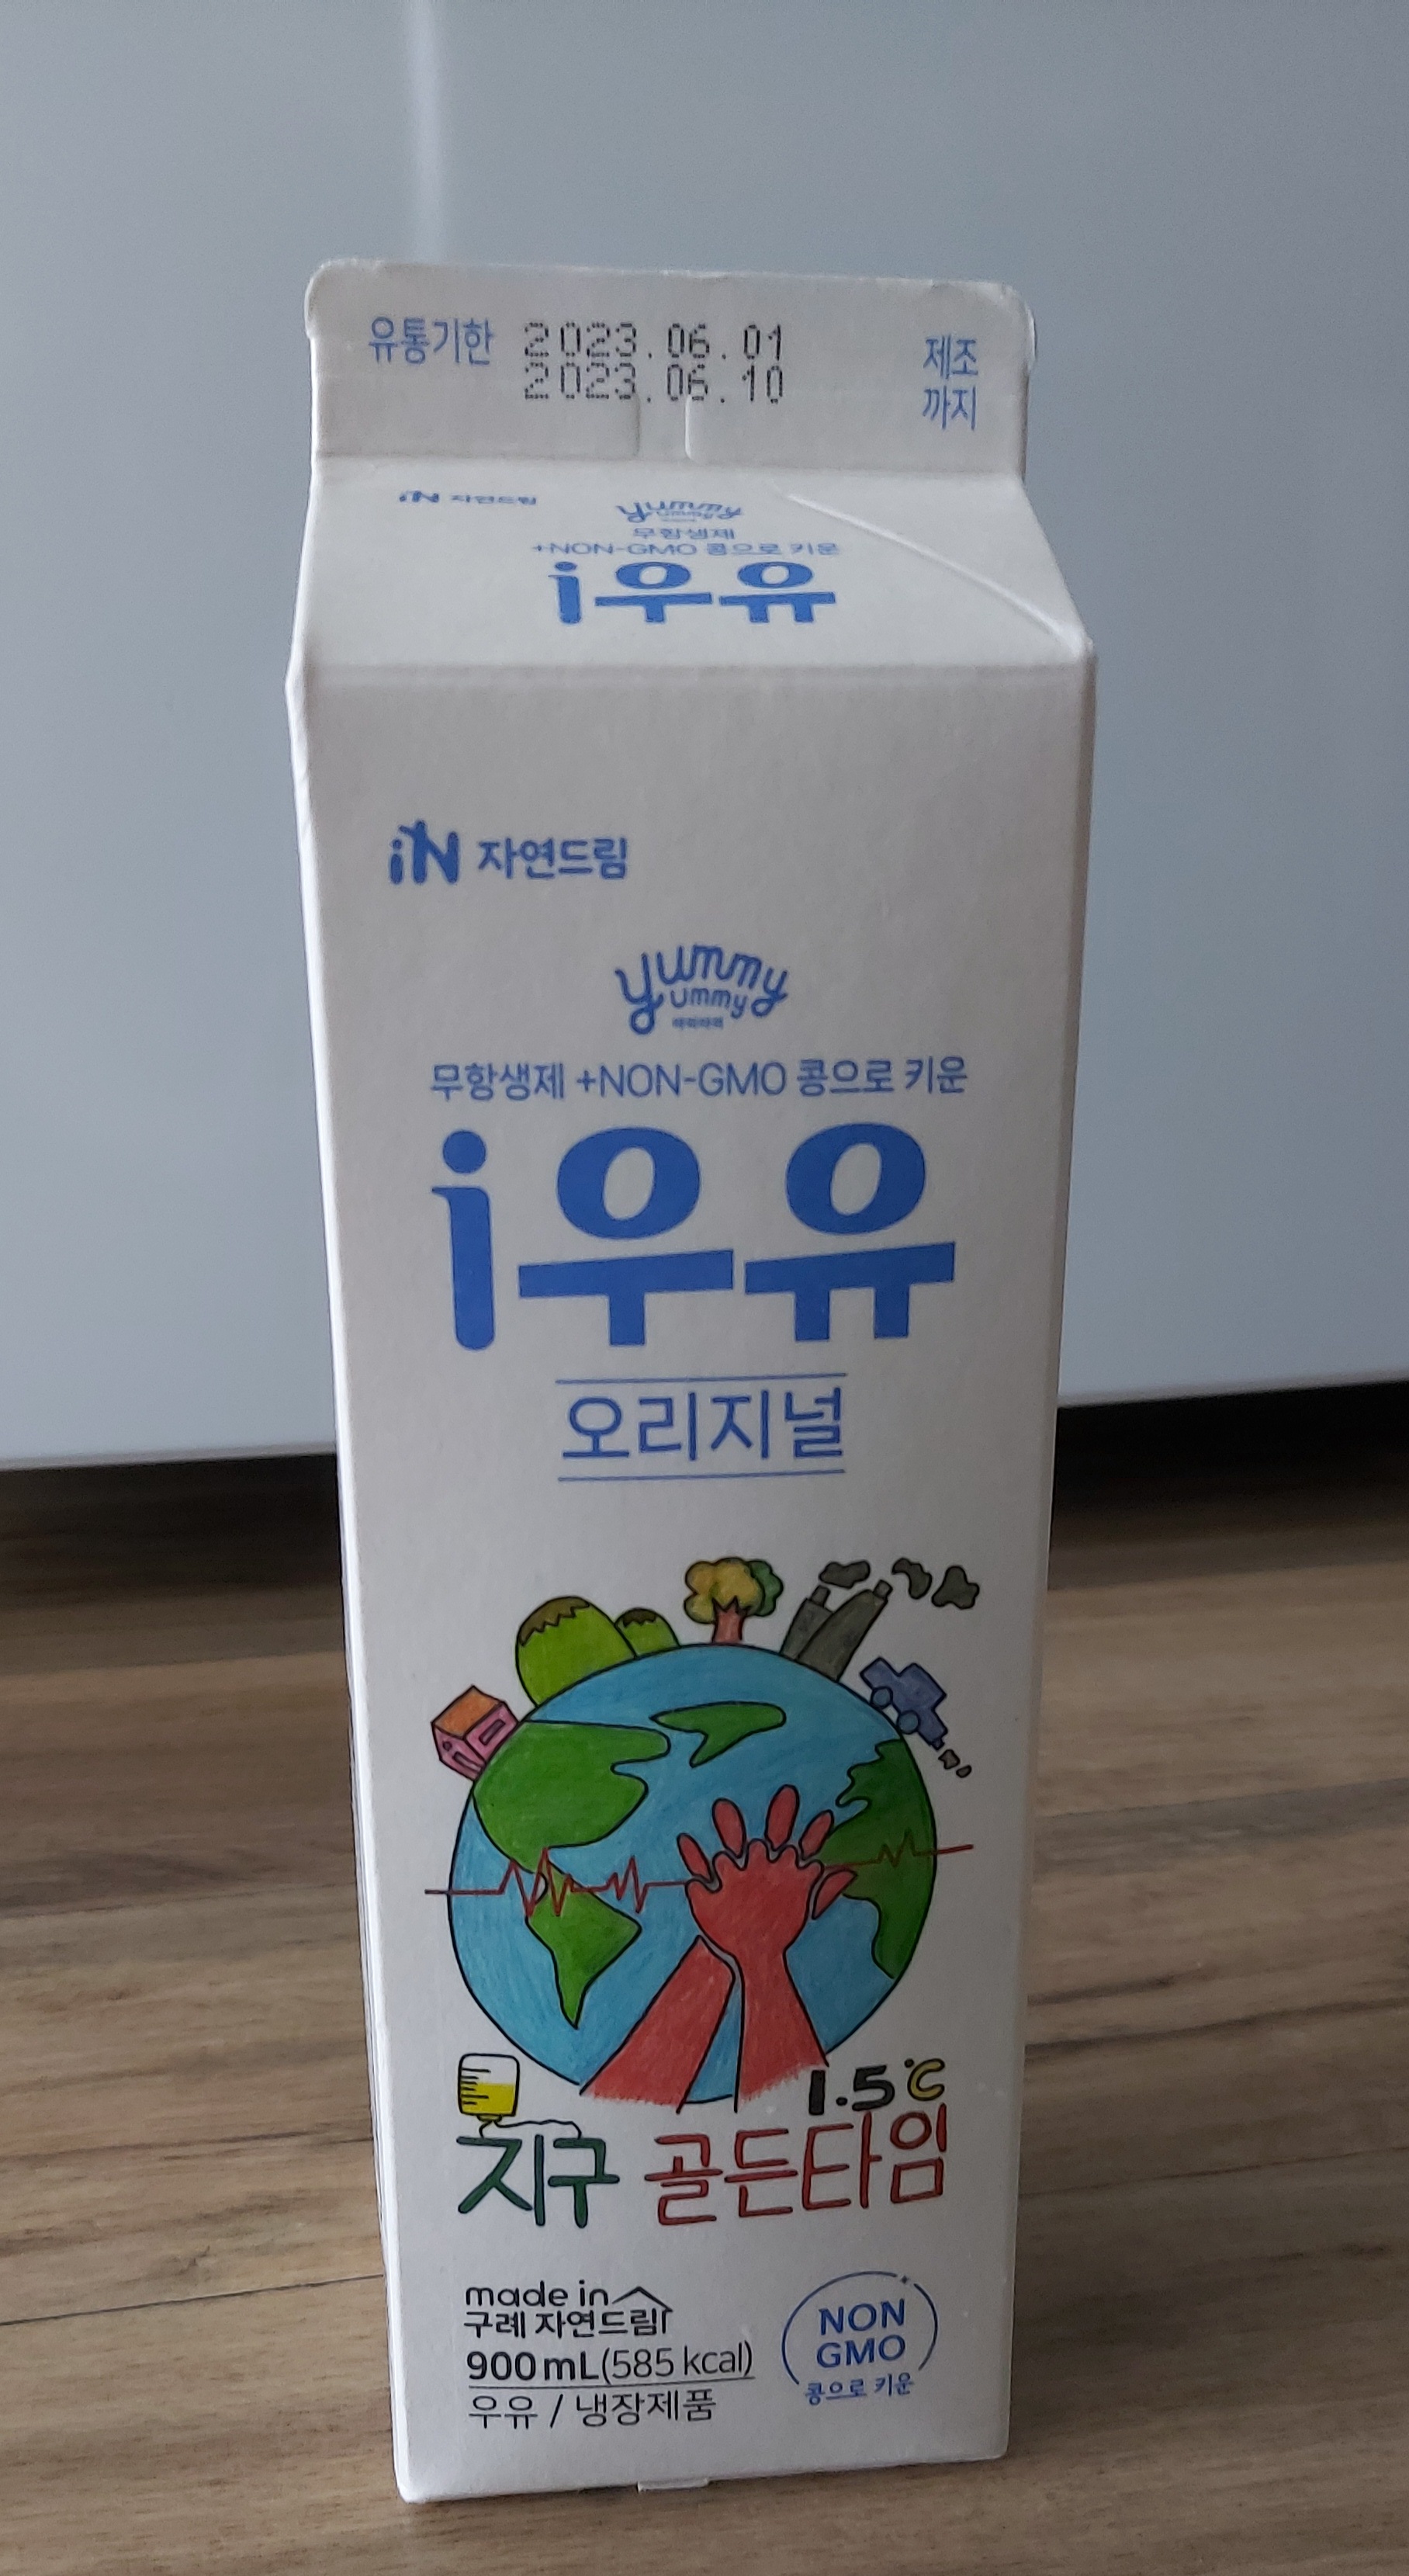 유통기한 2023.06.01 제조
2023.06.10 까지
iN 자연드림
yummy
ummy
무항생제
+NON-GMO 콩으로 키운
i우유
iN 자연드림
yummy
ummy
무항생제 +NON-GMO 콩으로 키운
i우유
오리지널
1.5℃
지구 골든타임
made in
구례 자연드림
900mL(585 kcal)
우유 / 냉장제품
NON
GMO
콩으로 키운